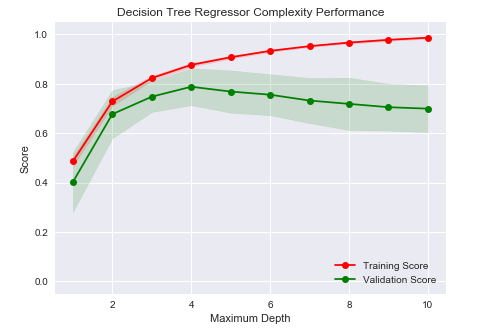 Decision Tree Regressor Complexity Performance
1.0
0.8
0.6
0.4
0.2
0.0
Score
2
4
6
8
10
Maximum Depth
Training Score
Validation Score